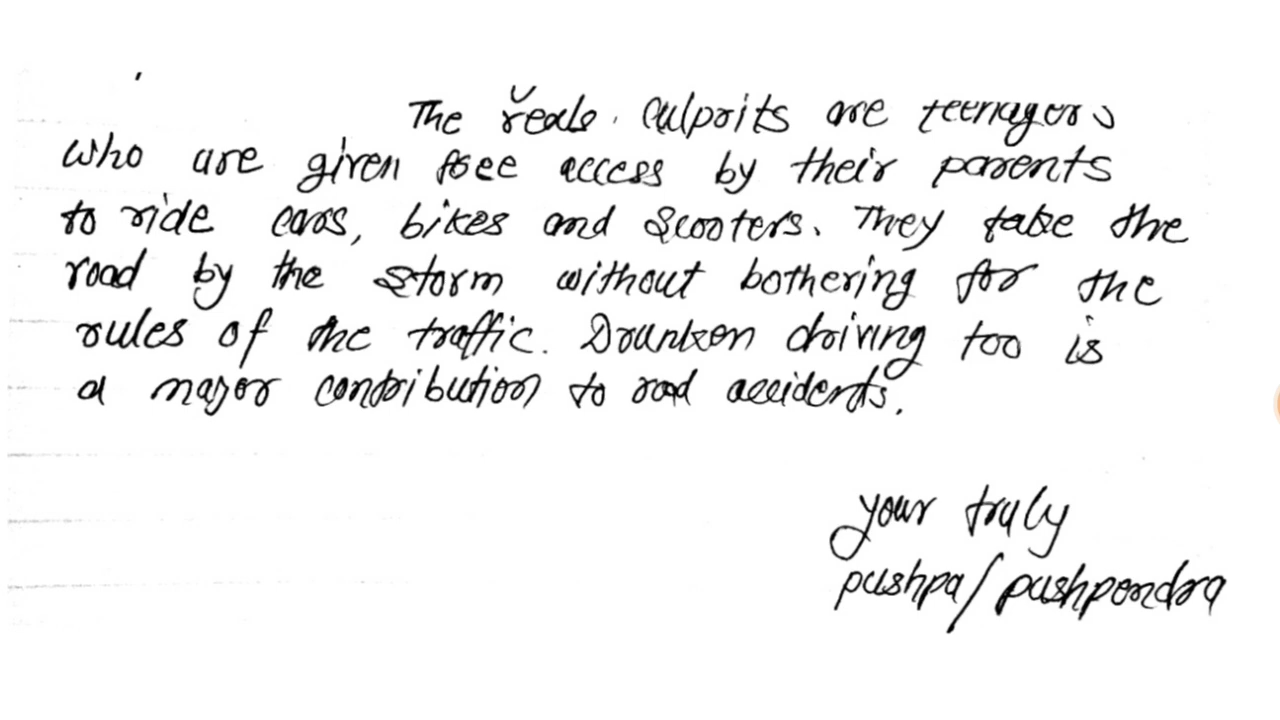 The reals. culprits are teenagers
who are given free access by their parents
to ride cars, bikes and Scooters. They take the
road by the storm without bothering for the
rules of the traffic. Drunken driving too is
a major contribution to road accidents.
your truly
pushpa/pushpendra